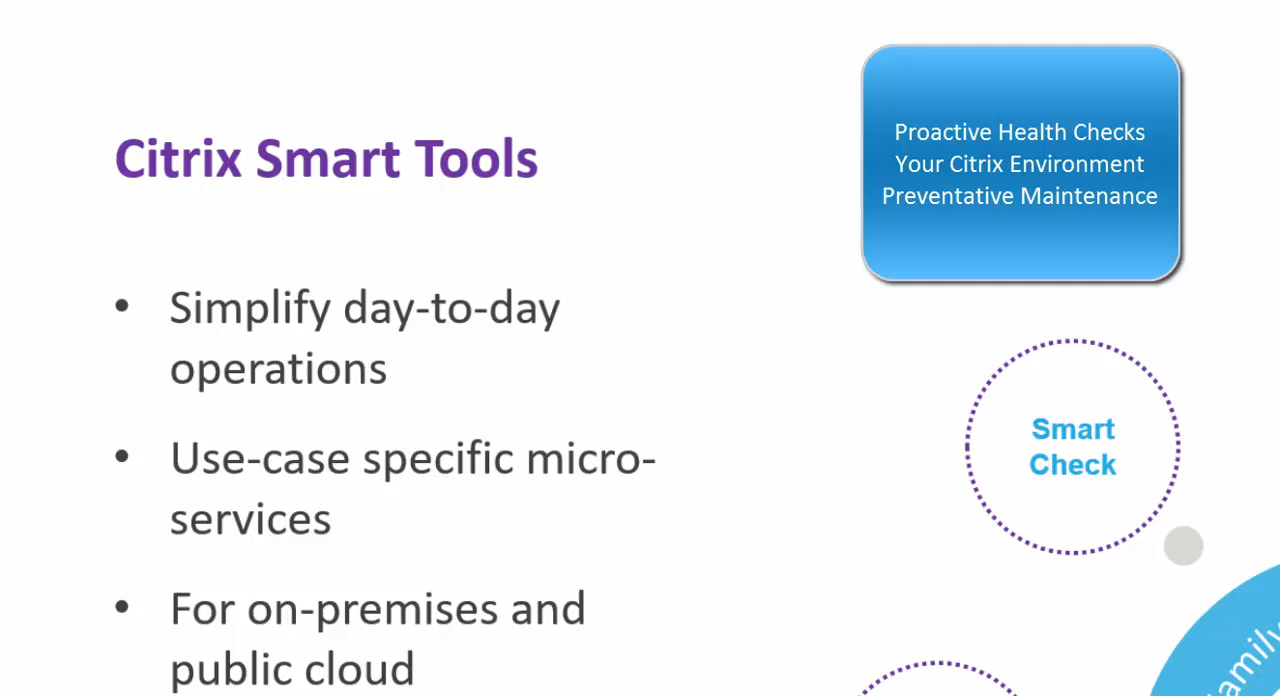 Citrix Smart Tools
• Simplify day-to-day
operations
• Use-case specific micro-
services
• For on-premises and
public cloud
Proactive Health Checks
Your Citrix Environment
Preventative Maintenance
Smart
Check